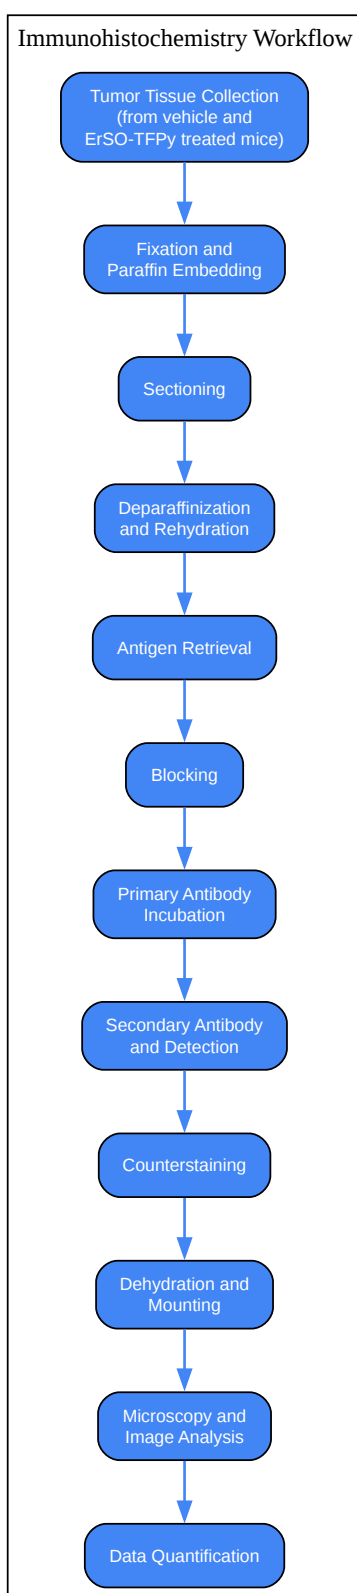 Immunohistochemistry Workflow
Tumor Tissue Collection
(from vehicle and
ErSO-TFPy treated mice)
Fixation and
Paraffin Embedding
Sectioning
Deparaffinization
and Rehydration
Antigen Retrieval
Blocking
Primary Antibody
Incubation
Secondary Antibody
and Detection
Counterstaining
Dehydration and
Mounting
Microscopy and
Image Analysis
Data Quantification